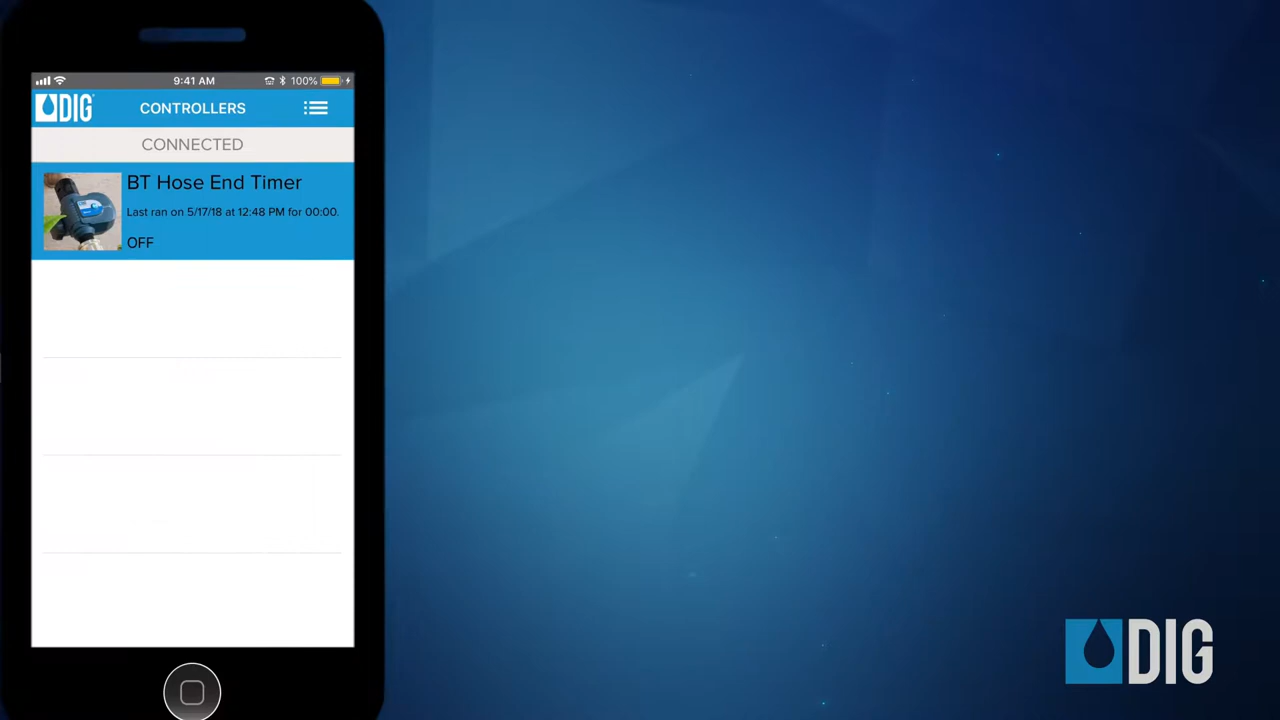 9:41 AM
100%
DIG
CONTROLLERS
CONNECTED
BT Hose End Timer
Last ran on 5/17/18 at 12:48 PM for 00:00.
OFF
DIG